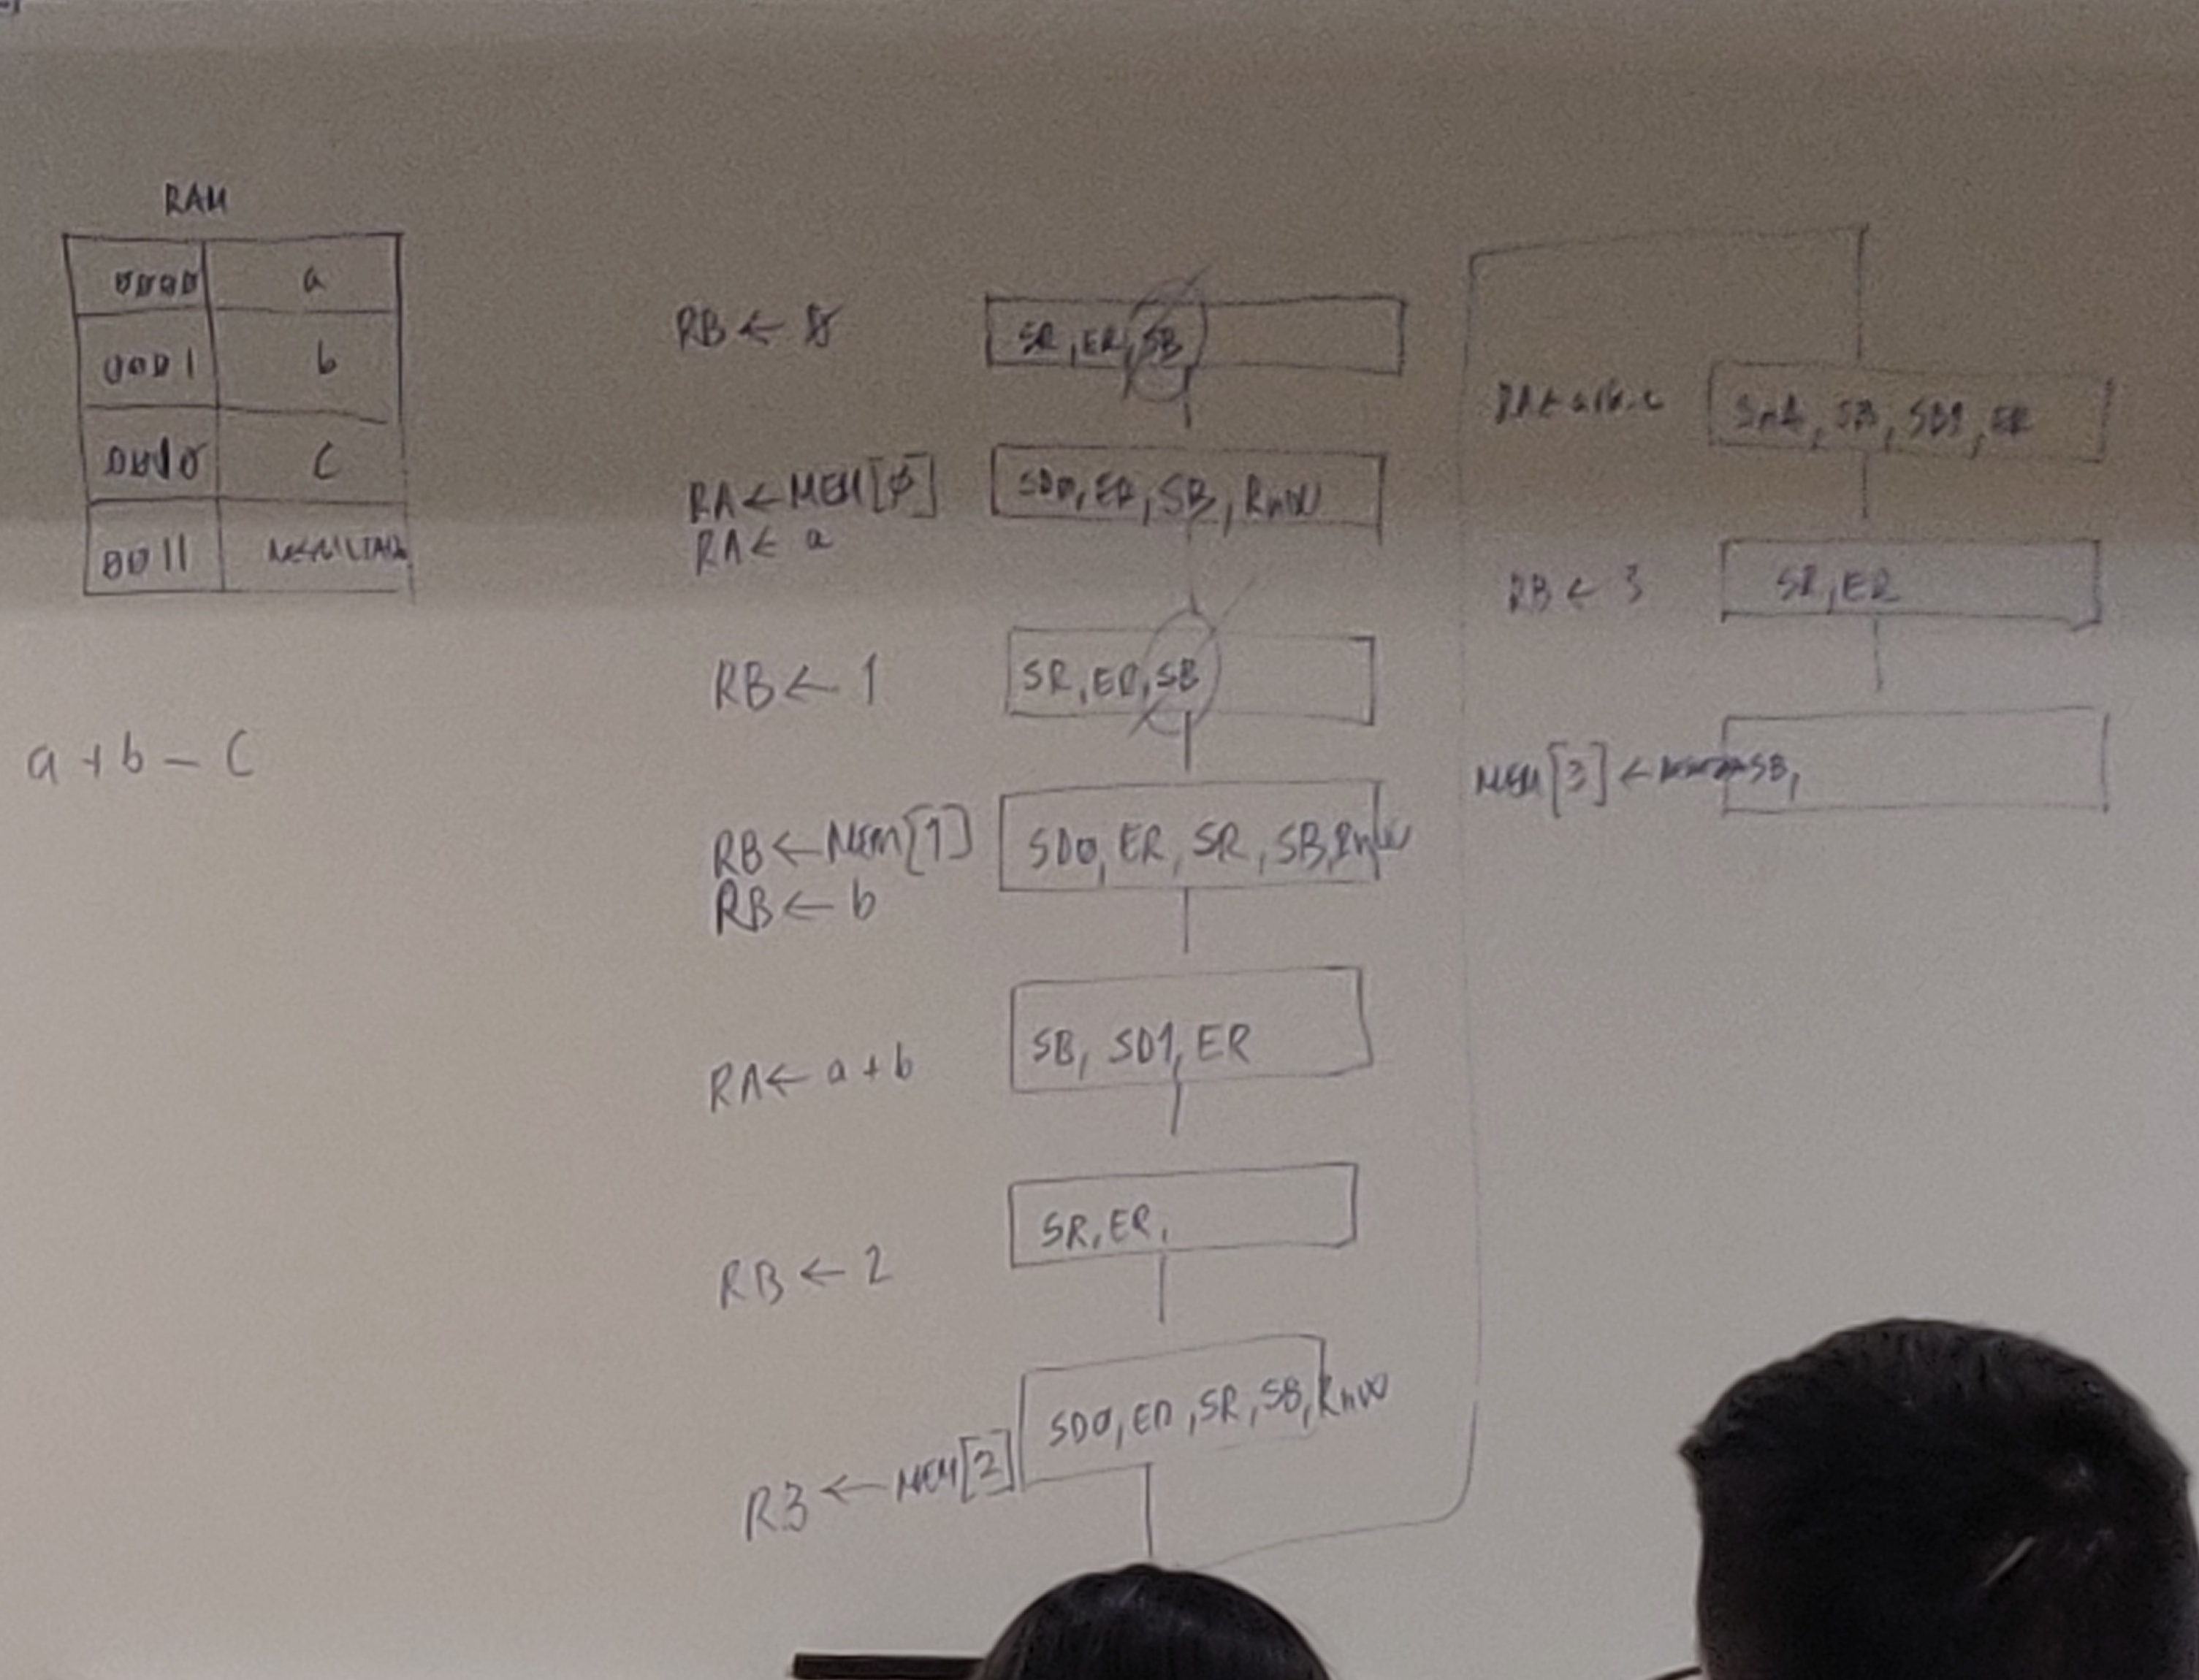 RAM
0000 a
0001 b
0010 C
0011
a + b - C
RB ← 0
SR, ER, SB
RA ← MEM[0]
SD0, ER, SB, RnW
RA ← a
RB ← 1
SR, ER, SB
RB ← MEM[1]
SD0, ER, SR, SB, RnW
RB ← b
RA ← a + b
SB, SD1, ER
RB ← 2
SR, ER,
RB ← MEM[2]
SD0, ER, SR, SB, RnW
RA ← a+b-c
SnA, SB, SD1, ER
RB ← 3
SR, ER
MEM[3] ←
SB,